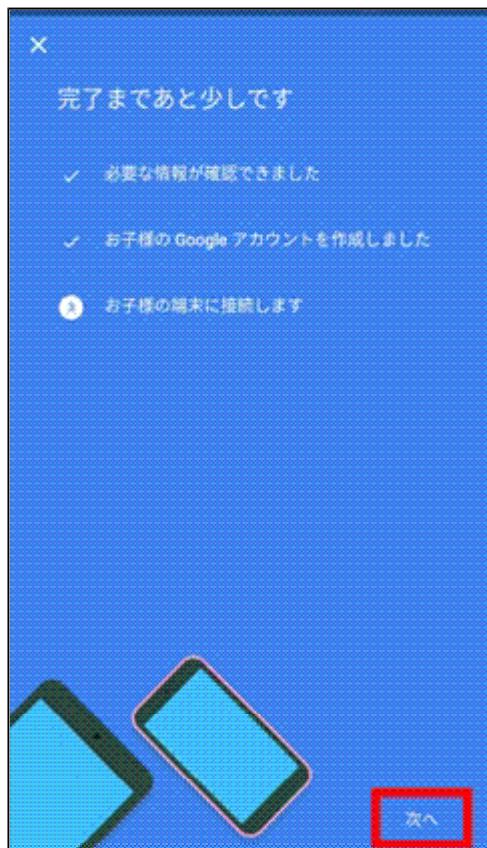 完了まであと少しです
必要な情報が確認できました
お子様の Google アカウントを作成しました
お子様の端末に接続します
次へ